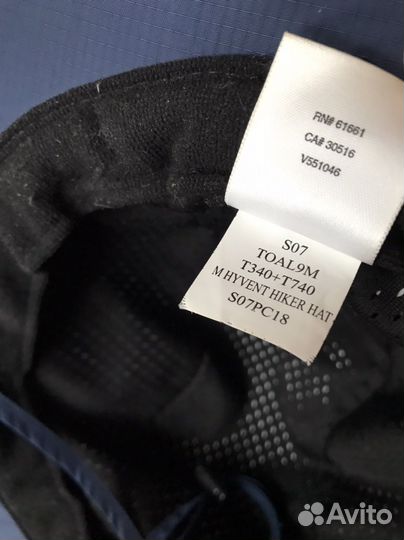 RN# 61661
CA# 30516
V551046
S07
TOAL9M
T340+T740
M HYVENT HIKER HAT
S07PC18
Avito